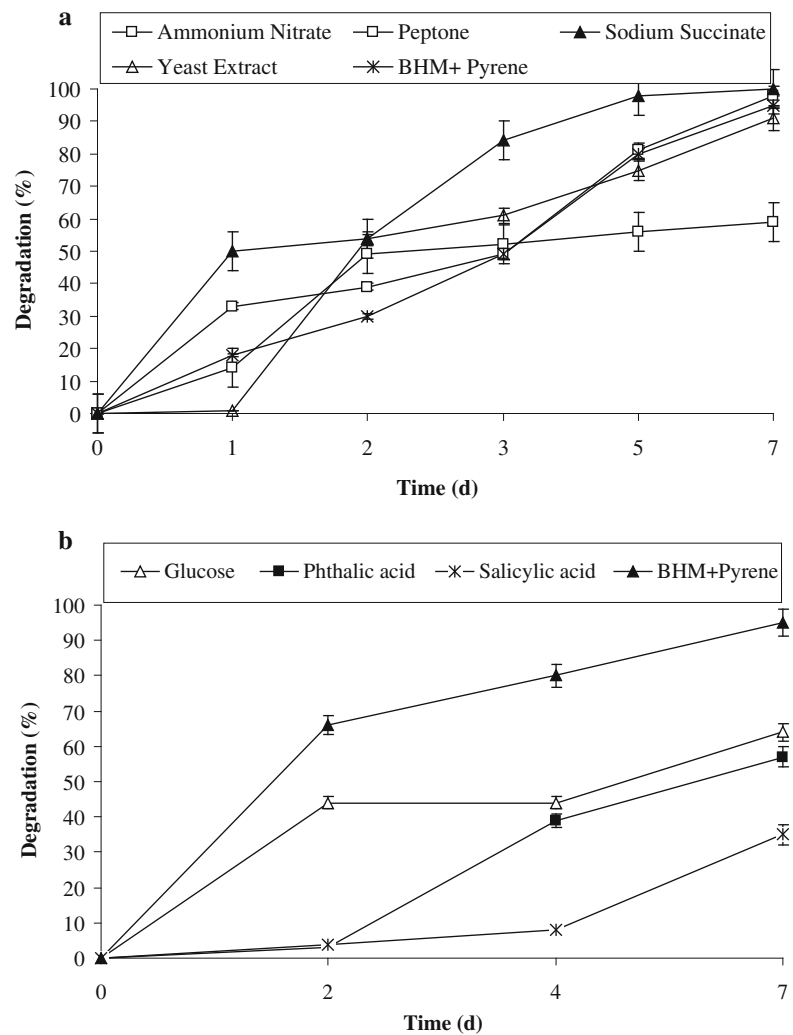 a
Ammonium Nitrate Peptone Sodium Succinate
Yeast Extract BHM+ Pyrene
100
90
80
70
60
50
40
30
20
10
0
Degradation (%)
0 1 2 3 5 7
Time (d)
b
Glucose Phthalic acid Salicylic acid BHM+Pyrene
100
90
80
70
60
50
40
30
20
10
0
Degradation (%)
0 2 4 7
Time (d)